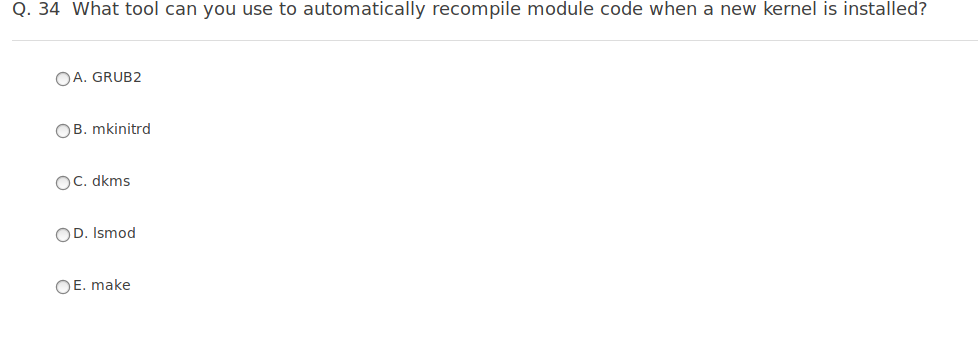 Q. 34 What tool can you use to automatically recompile module code when a new kernel is installed?
A. GRUB2
B. mkinitrd
C. dkms
D. lsmod
E. make